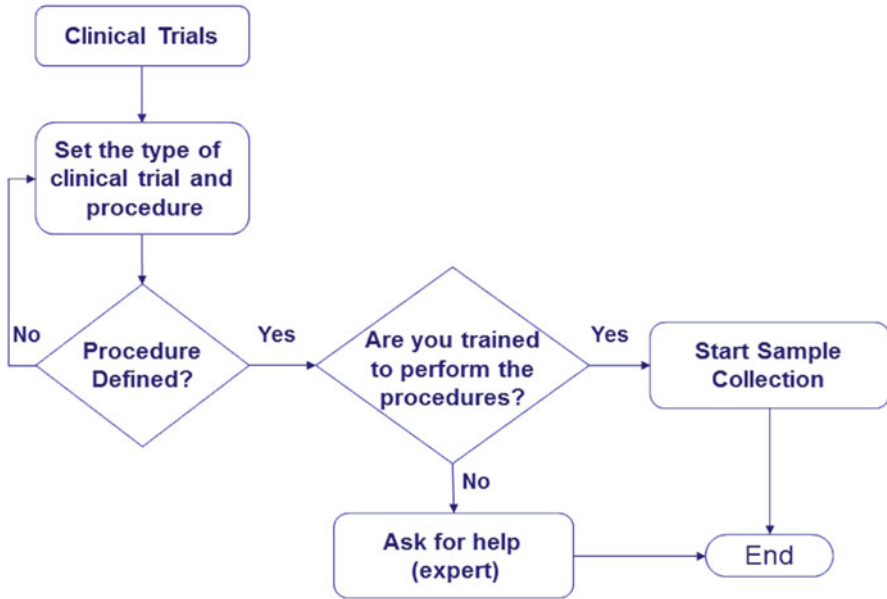 Clinical Trials
Set the type of
clinical trial and
procedure
No
Procedure
Defined?
Yes
Are you trained
to perform the
procedures?
Yes
Start Sample
Collection
No
Ask for help
(expert)
End